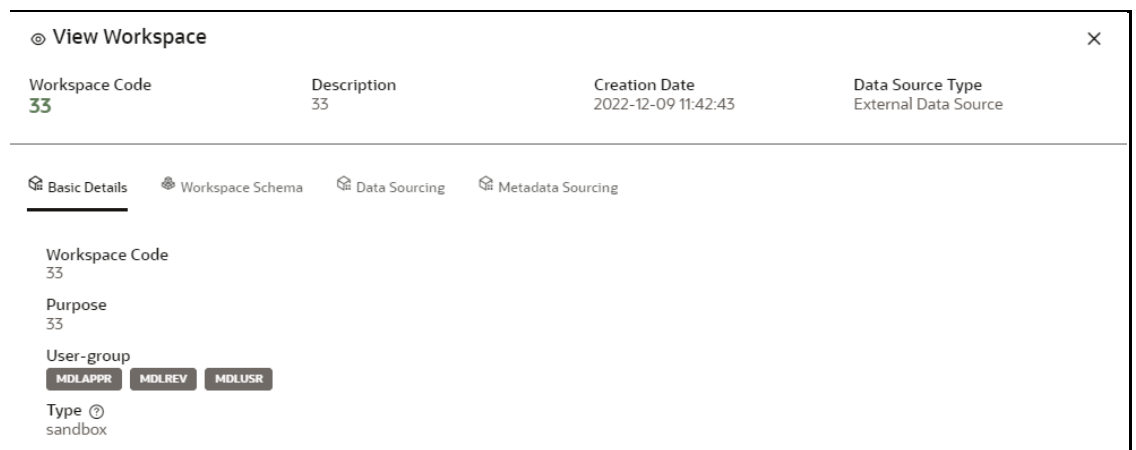 View Workspace
Workspace Code Description Creation Date Data Source Type
33 33 2022-12-09 11:42:43 External Data Source
Basic Details Workspace Schema Data Sourcing Metadata Sourcing
Workspace Code
33
Purpose
33
User-group
MDLAPPR MDLREV MDLUSR
Type
sandbox